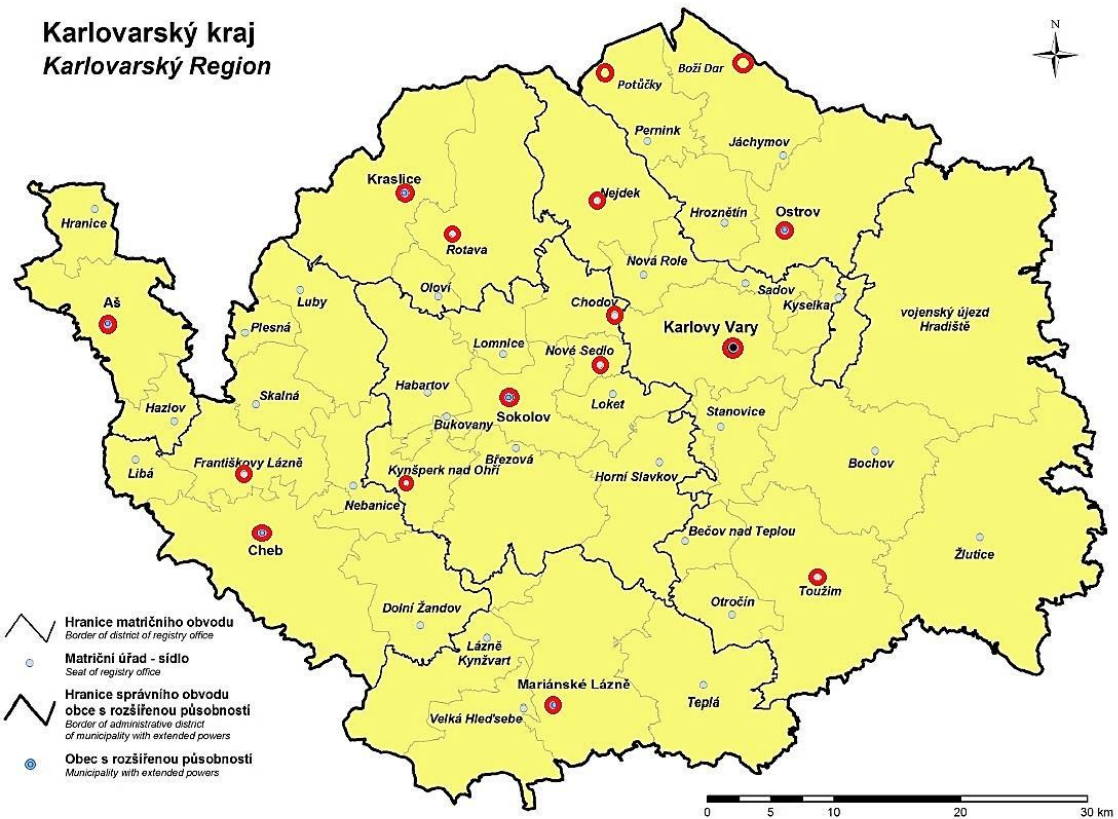 Karlovarský kraj
Karlovarský Region
N
Potůčky
Boží Dar
Pernink
Jáchymov
Kraslice
Nejdek
Hranice
Hroznětín
Ostrov
Rotava
Nová Role
Oloví
Sadov
Kyselka
Luby
Aš
Chodov
vojenský újezd
Hradiště
Plesná
Karlovy Vary
Lomnice
Nové Sedlo
Habartov
Skalná
Loket
Hazlov
Stanovice
Sokolov
Bukovany
Březová
Libá
Františkovy Lázně
Kynšperk nad Ohří
Horní Slavkov
Bochov
Nebanice
Bečov nad Teplou
Cheb
Žlutice
Toužim
Otročín
Dolní Žandov
Lázně
Kynžvart
Mariánské Lázně
Teplá
Velká Hleďsebe
Hranice matričního obvodu
Border of district of registry office
Matriční úřad - sídlo
Seat of registry office
Hranice správního obvodu
obce s rozšířenou působností
Border of administrative district
of municipality with extended powers
Obec s rozšířenou působností
Municipality with extended powers
0 5 10 20 30 km